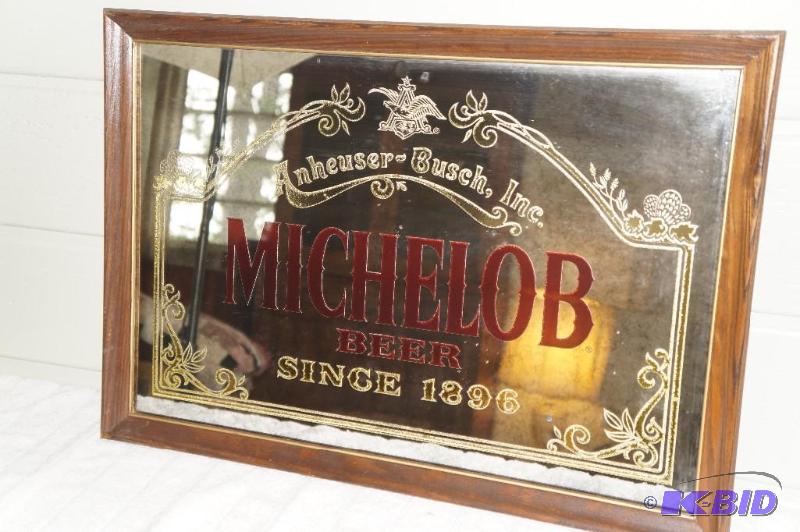 Anheuser-Busch, Inc.
MICHELOB
BEER
SINCE 1896
© K-BID